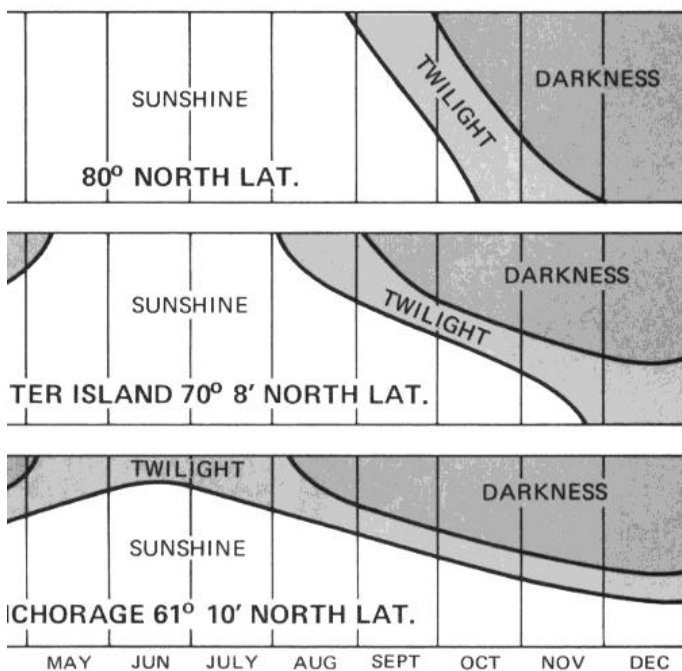 SUNSHINE
TWILIGHT
DARKNESS
80° NORTH LAT.
SUNSHINE
TWILIGHT
DARKNESS
TER ISLAND 70° 8' NORTH LAT.
TWILIGHT
DARKNESS
SUNSHINE
CHORAGE 61° 10' NORTH LAT.
MAY JUN JULY AUG SEPT OCT NOV DEC